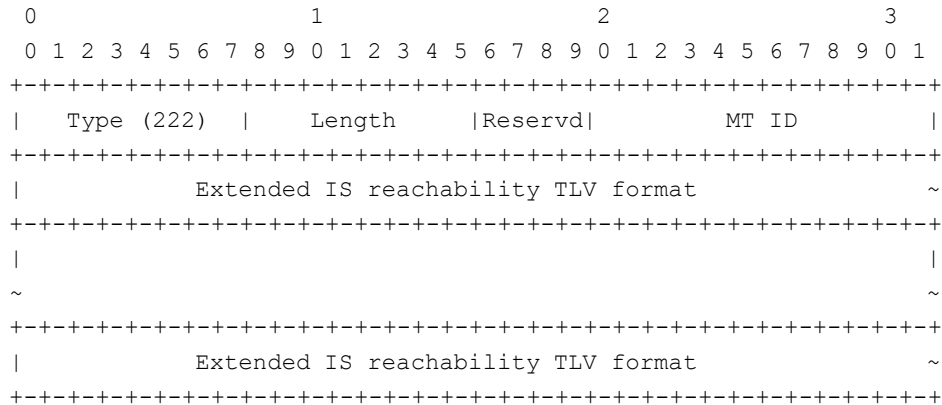 0                   1                   2                   3
 0 1 2 3 4 5 6 7 8 9 0 1 2 3 4 5 6 7 8 9 0 1 2 3 4 5 6 7 8 9 0 1
+-+-+-+-+-+-+-+-+-+-+-+-+-+-+-+-+-+-+-+-+-+-+-+-+-+-+-+-+-+-+-+-+
|   Type (222)  |    Length     |Reservd|         MT ID         |
+-+-+-+-+-+-+-+-+-+-+-+-+-+-+-+-+-+-+-+-+-+-+-+-+-+-+-+-+-+-+-+-+
|            Extended IS reachability TLV format                ~
+-+-+-+-+-+-+-+-+-+-+-+-+-+-+-+-+-+-+-+-+-+-+-+-+-+-+-+-+-+-+-+-+
|                                                               |
~                                                               ~
+-+-+-+-+-+-+-+-+-+-+-+-+-+-+-+-+-+-+-+-+-+-+-+-+-+-+-+-+-+-+-+-+
|            Extended IS reachability TLV format                ~
+-+-+-+-+-+-+-+-+-+-+-+-+-+-+-+-+-+-+-+-+-+-+-+-+-+-+-+-+-+-+-+-+